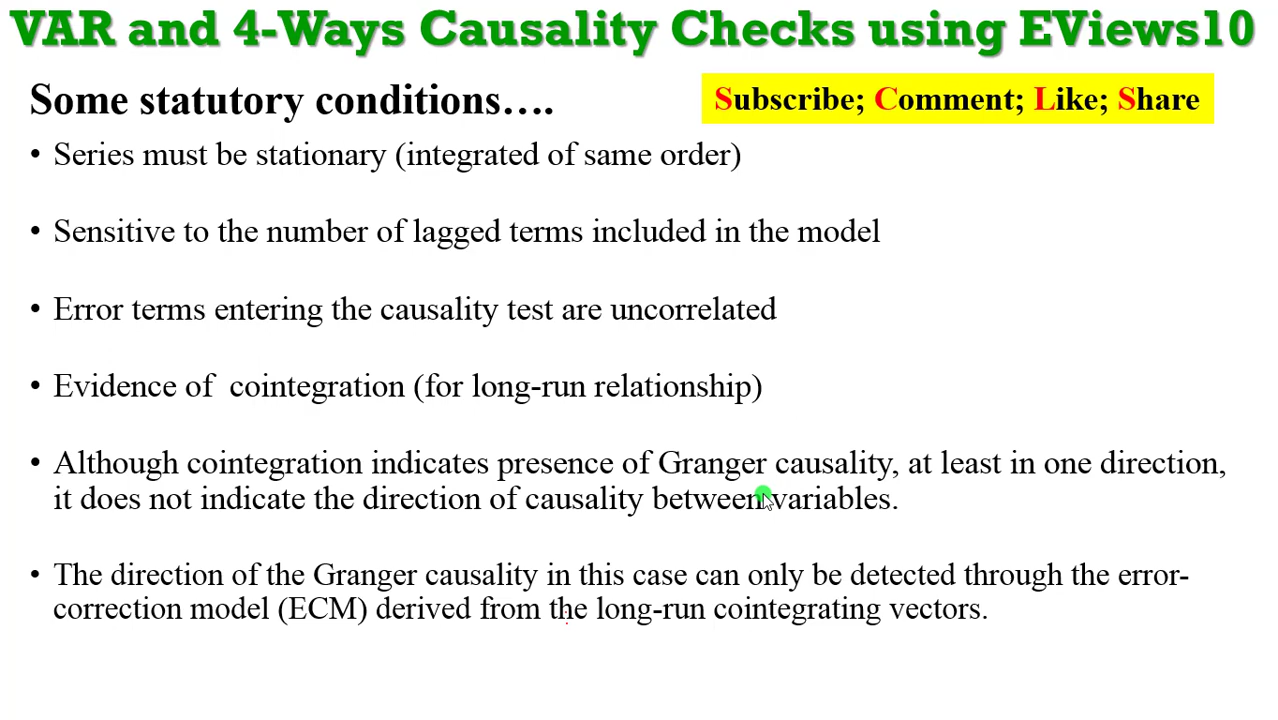 VAR and 4-Ways Causality Checks using EViews10
Some statutory conditions….
Subscribe; Comment; Like; Share
• Series must be stationary (integrated of same order)
• Sensitive to the number of lagged terms included in the model
• Error terms entering the causality test are uncorrelated
• Evidence of cointegration (for long-run relationship)
• Although cointegration indicates presence of Granger causality, at least in one direction,
it does not indicate the direction of causality between variables.
• The direction of the Granger causality in this case can only be detected through the error-
correction model (ECM) derived from the long-run cointegrating vectors.